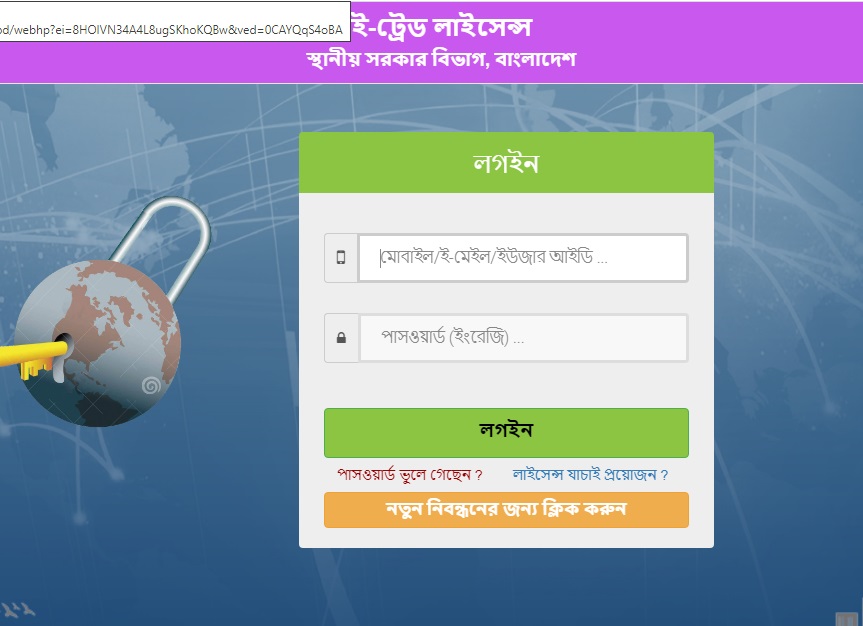 ই-ট্রেড লাইসেন্স
d/webhp?ei=8HOIVN34A4L8ugSKhoKQBw&ved=0CAYQqS4oBA
স্থানীয় সরকার বিভাগ, বাংলাদেশ
লগইন
মোবাইল/ই-মেইল/ইউজার আইডি ...
পাসওয়ার্ড (ইংরেজি) ...
লগইন
পাসওয়ার্ড ভুলে গেছেন ? লাইসেন্স যাচাই প্রয়োজন ?
নতুন নিবন্ধনের জন্য ক্লিক করুন